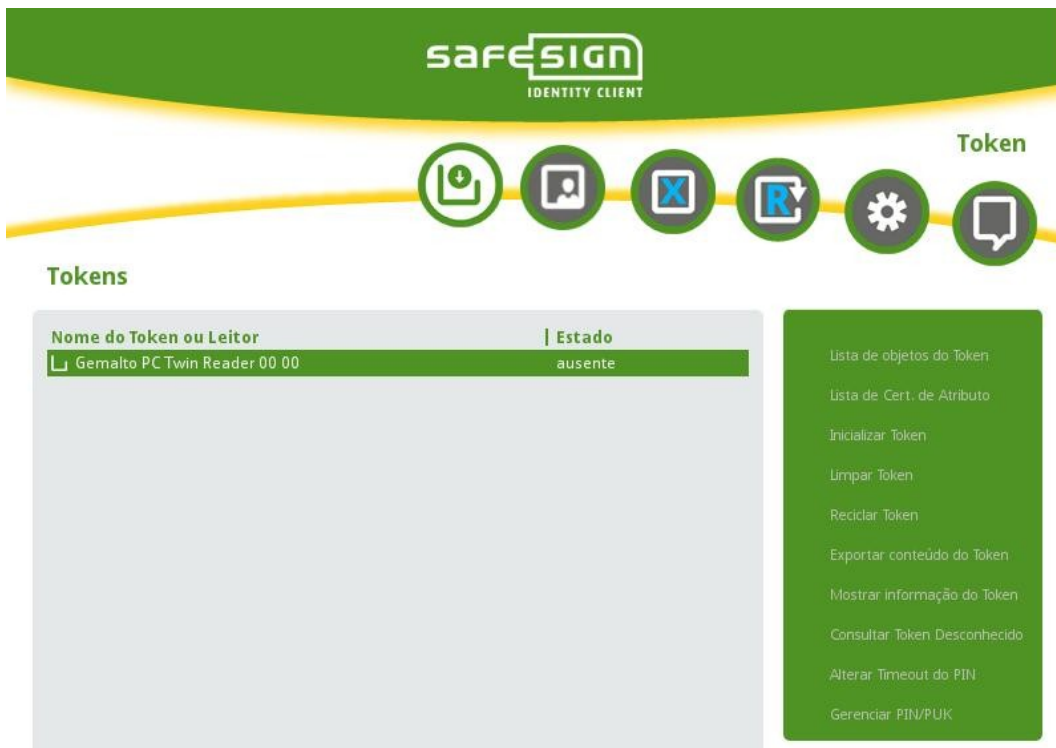 safesign
IDENTITY CLIENT
Token
X
R
Tokens
Nome do Token ou Leitor | Estado
Gemalto PC Twin Reader 00 00 ausente
Lista de objetos do Token
Lista de Cert. de Atributo
Inicializar Token
Limpar Token
Reciclar Token
Exportar conteúdo do Token
Mostrar informação do Token
Consultar Token Desconhecido
Alterar Timeout do PIN
Gerenciar PIN/PUK